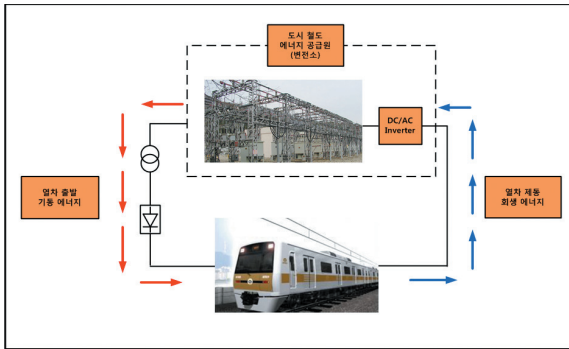 도시 철도
에너지 공급원
(변전소)
DC/AC
Inverter
열차 출발
기동 에너지
열차 제동
회생 에너지